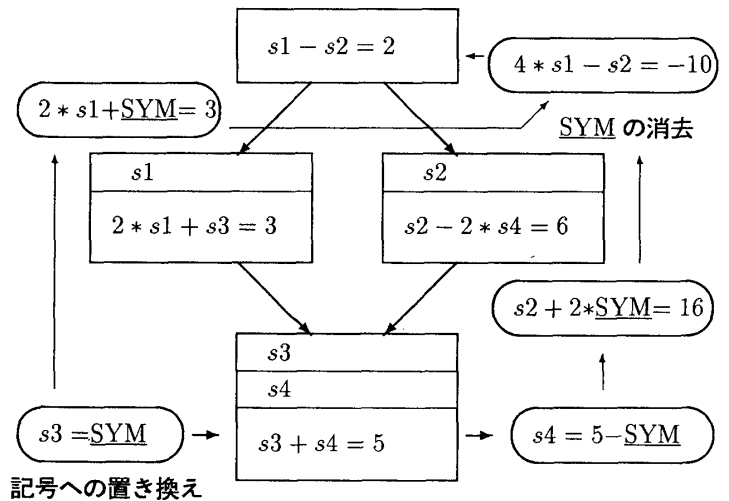 s1 − s2 = 2
4 * s1 − s2 = −10
2 * s1+SYM= 3
SYM の消去
s1
2 * s1 + s3 = 3
s2
s2 − 2 * s4 = 6
s2 + 2*SYM= 16
s3
s4
s3 + s4 = 5
s3 =SYM
s4 = 5−SYM
記号への置き換え